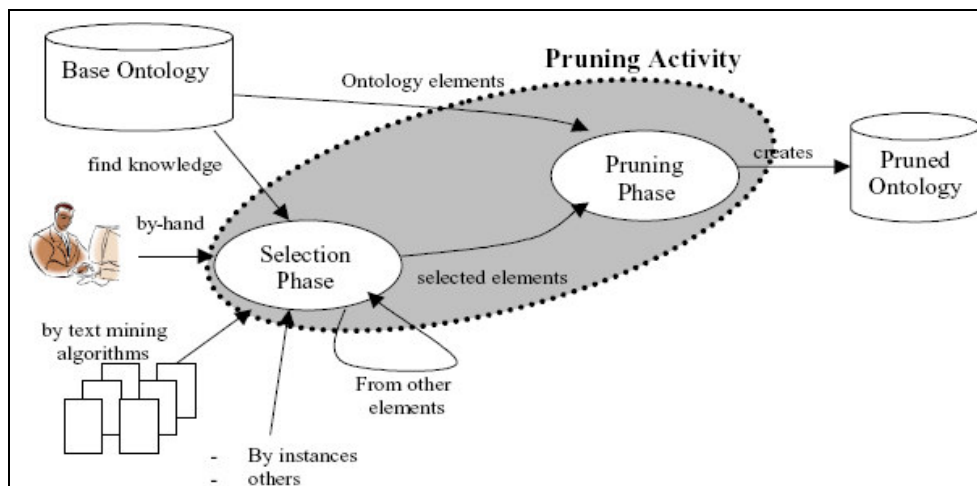 Pruning Activity
Base Ontology
Ontology elements
find knowledge
creates
Pruning
Phase
Pruned
Ontology
by-hand
Selection
Phase
selected elements
by text mining
algorithms
From other
elements
- By instances
- others